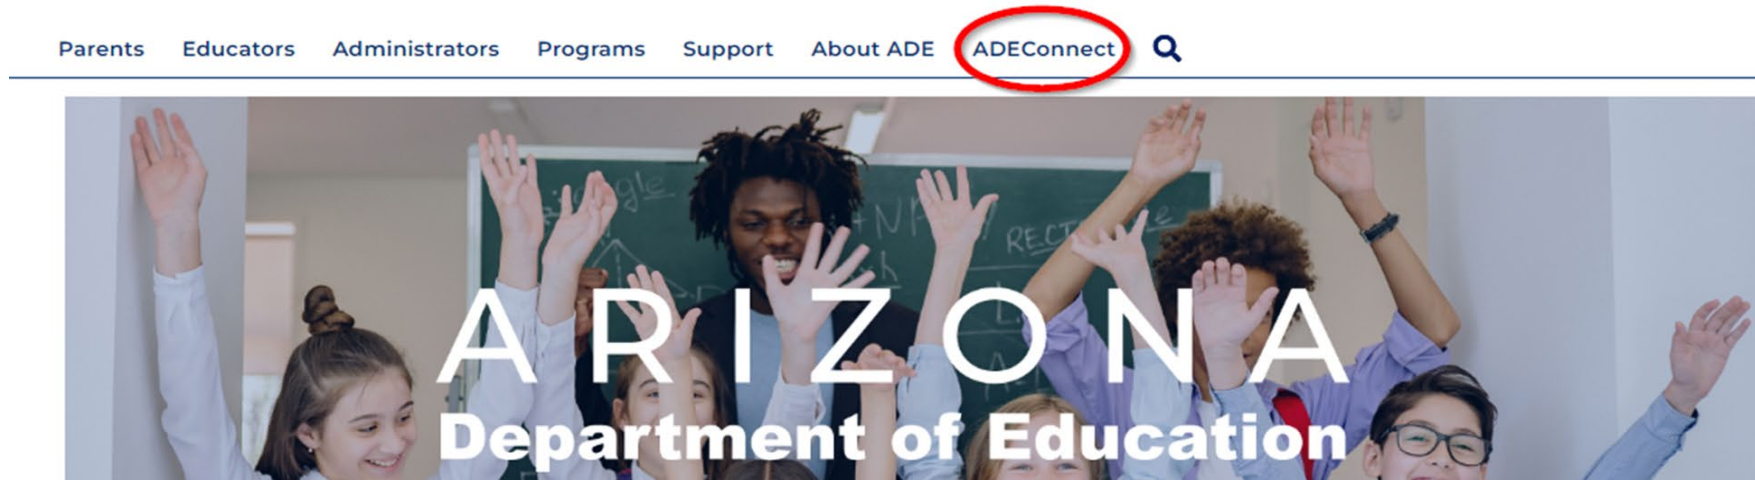 Parents Educators Administrators Programs Support About ADE ADEConnect
ARIZONA
Department of Education